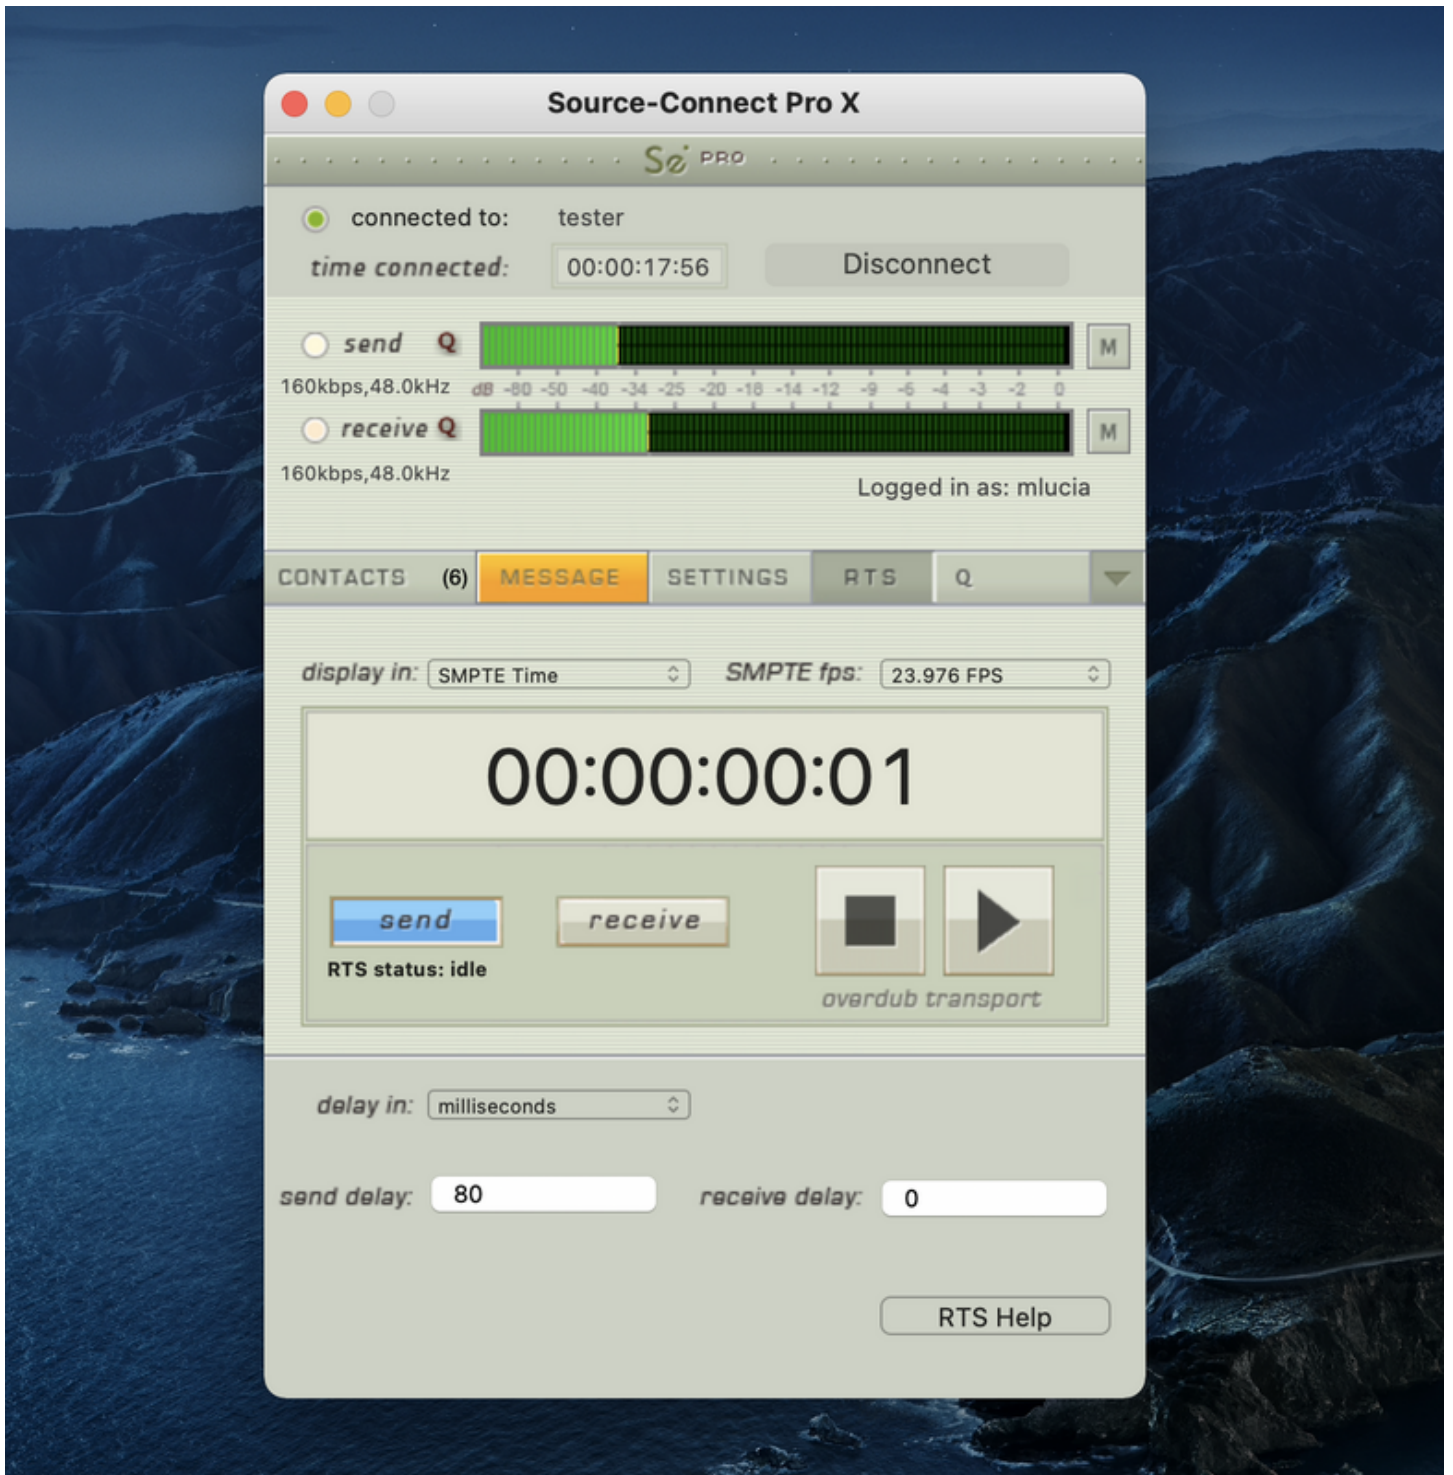 Source-Connect Pro X
Sc PRO
connected to: tester
time connected: 00:00:17:56 Disconnect
send Q M
160kbps,48.0kHz dB -80 -50 -40 -34 -25 -20 -18 -14 -12 -9 -6 -4 -3 -2 0
receive Q M
160kbps,48.0kHz
Logged in as: mlucia
CONTACTS (6) MESSAGE SETTINGS RTS Q
display in: SMPTE Time SMPTE fps: 23.976 FPS
00:00:00:01
send receive
RTS status: idle
overdub transport
delay in: milliseconds
send delay: 80 receive delay: 0
RTS Help